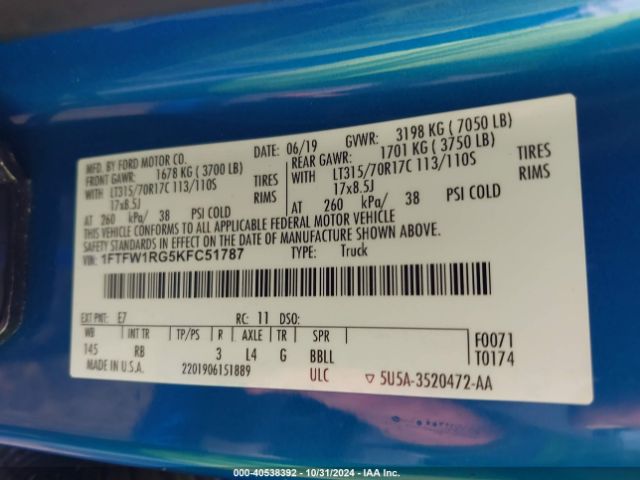 MFD. BY FORD MOTOR CO. DATE: 06/19 GVWR: 3198 KG ( 7050 LB)
FRONT GAWR: 1678 KG ( 3700 LB) REAR GAWR: 1701 KG ( 3750 LB)
WITH LT315/70R17C 113/110S TIRES WITH LT315/70R17C 113/110S TIRES
17x8.5J RIMS 17x8.5J RIMS
AT 260 kPa/ 38 PSI COLD AT 260 kPa/ 38 PSI COLD
THIS VEHICLE CONFORMS TO ALL APPLICABLE FEDERAL MOTOR VEHICLE
SAFETY STANDARDS IN EFFECT ON THE DATE OF MANUFACTURE SHOWN ABOVE.
VIN: 1FTFW1RG5KFC51787 TYPE: Truck
EXT PNT: E7 RC: 11 DSO:
WB INT TR TP/PS R AXLE TR SPR F0071
145 RB 3 L4 G BBLL T0174
MADE IN U.S.A. 2201906151889 ULC ▽ 5U5A-3520472-AA
000-40538392 - 10/31/2024 - IAA Inc.